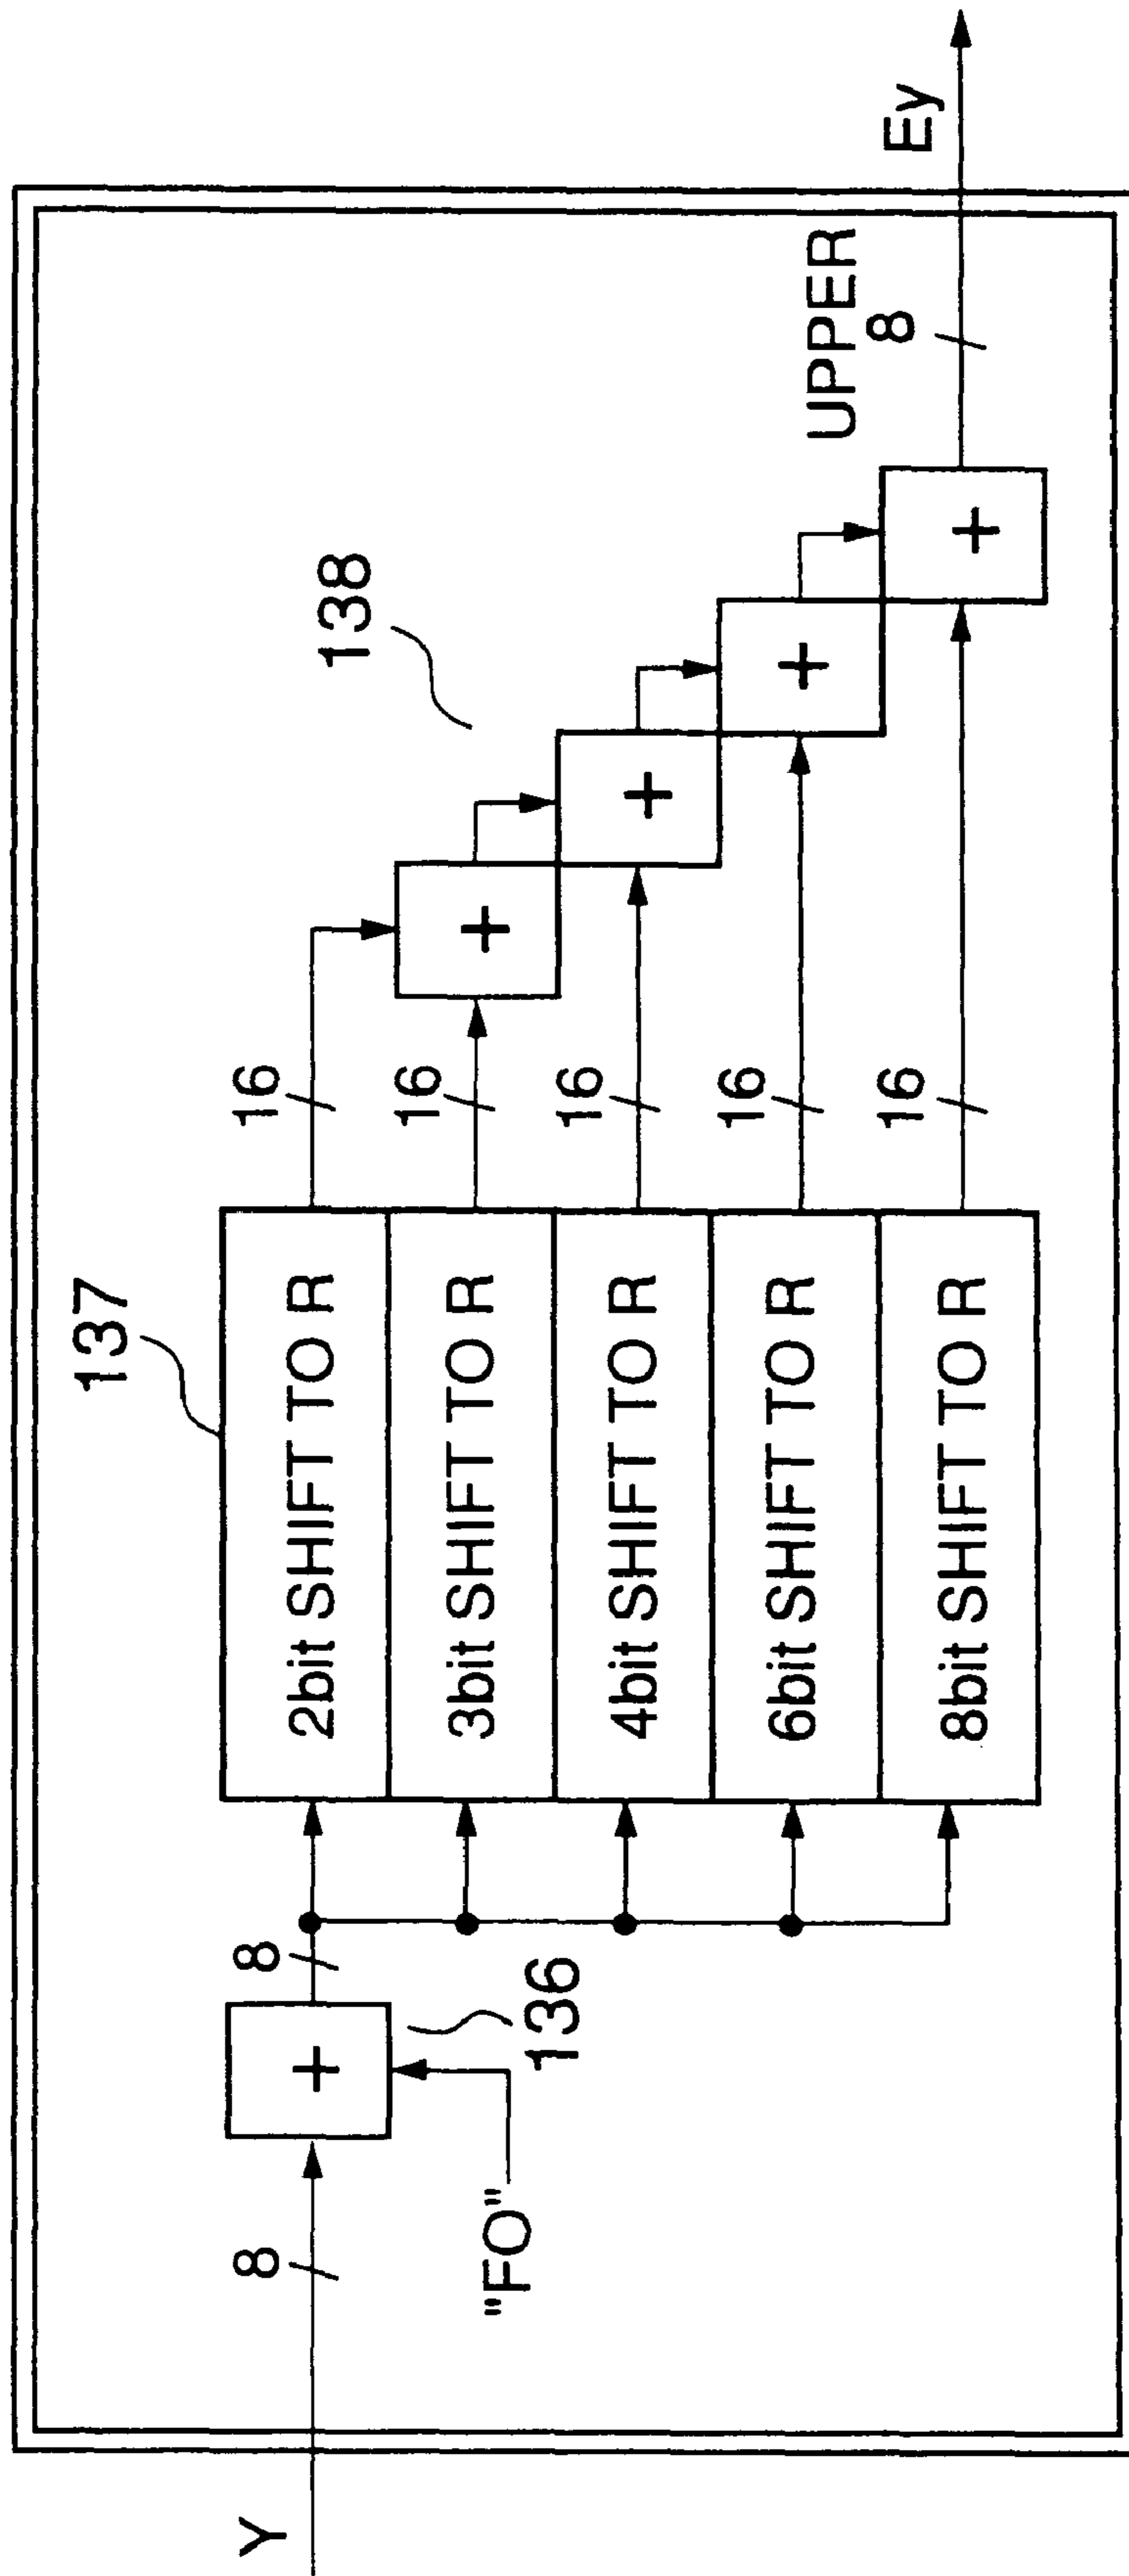 Y
8
"FO"
136
8
137
2bit SHIFT TO R
3bit SHIFT TO R
4bit SHIFT TO R
6bit SHIFT TO R
8bit SHIFT TO R
16
16
16
16
16
138
+
+
+
+
+
UPPER
8
Ey